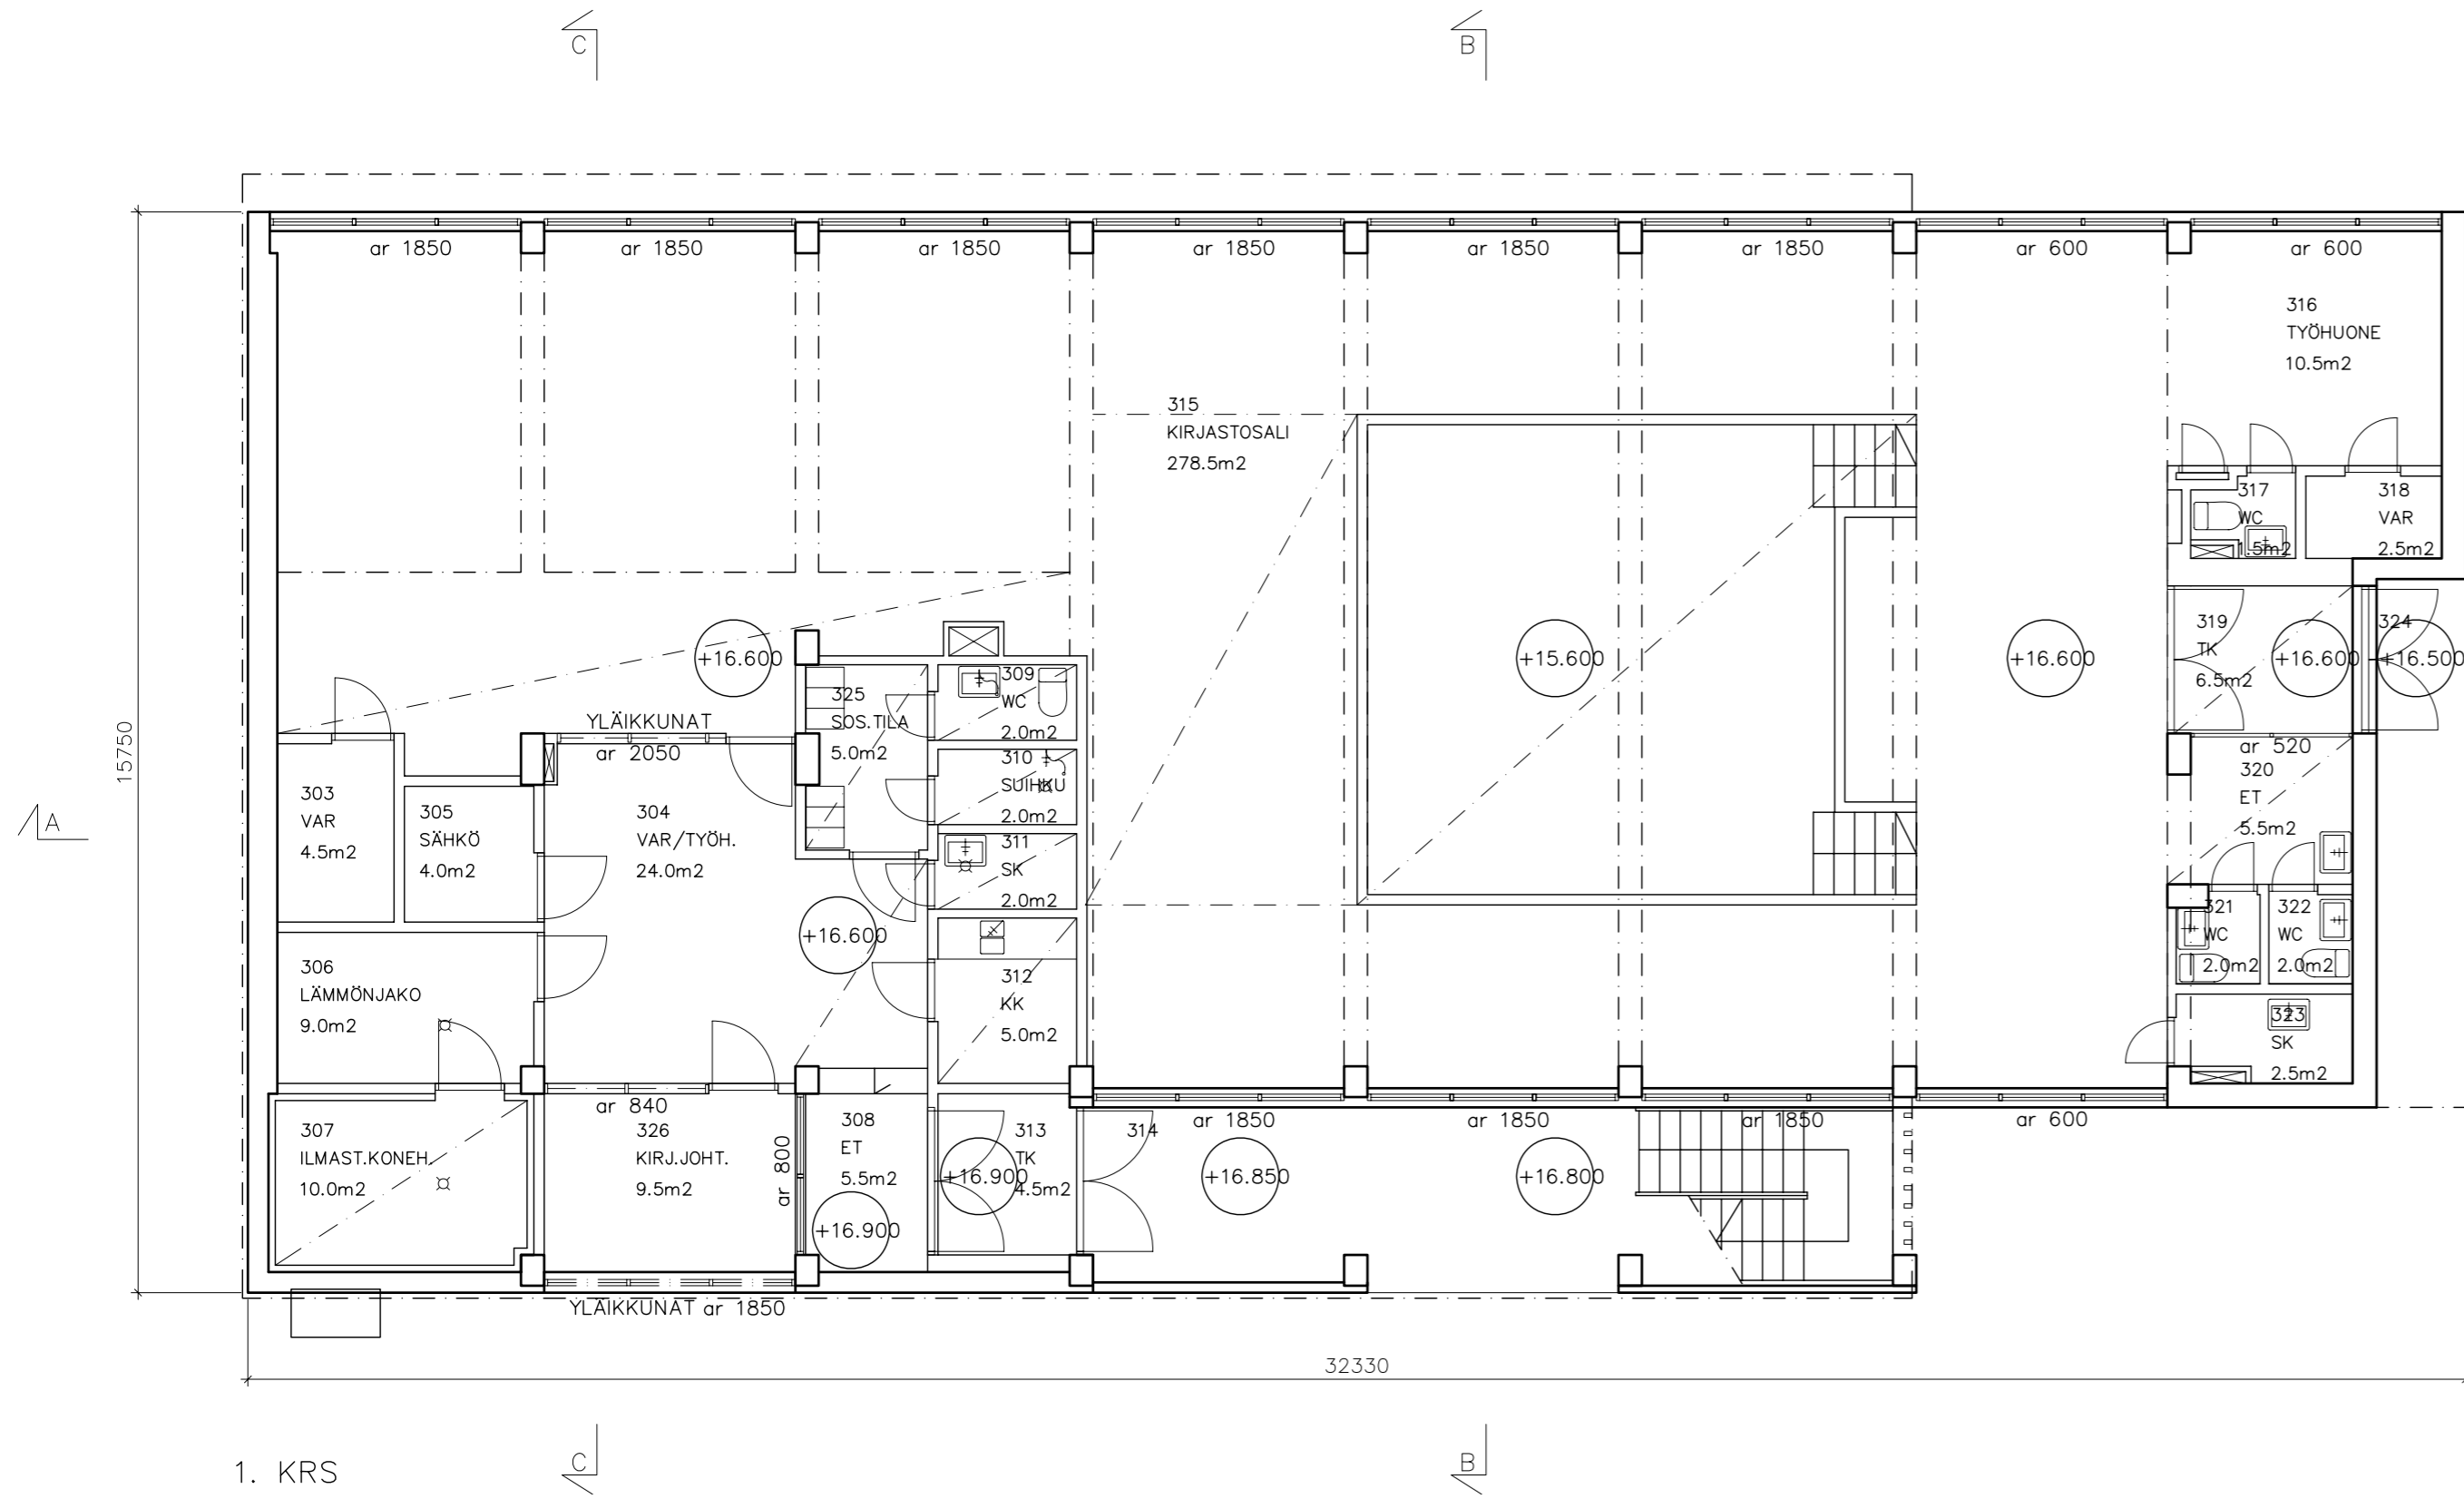 C
B
ar 1850
ar 1850
ar 1850
ar 1850
ar 1850
ar 1850
ar 600
ar 600
316
TYÖHUONE
10.5m2
315
KIRJASTOSALI
278.5m2
317
WC
1.5m2
318
VAR
2.5m2
319
TK
6.5m2
324
+16.600
+15.600
+16.600
+16.600
+16.500
309
WC
2.0m2
325
SOS.TILA
5.0m2
YLÄIKKUNAT
ar 2050
15750
310
SUIHKU
2.0m2
ar 520
320
ET
5.5m2
A
303
VAR
4.5m2
305
SÄHKÖ
4.0m2
304
VAR/TYÖH.
24.0m2
311
SK
2.0m2
321
WC
2.0m2
322
WC
2.0m2
+16.600
306
LÄMMÖNJAKO
9.0m2
312
KK
5.0m2
323
SK
2.5m2
ar 840
326
KIRJ.JOHT.
9.5m2
ar 800
308
ET
5.5m2
+16.900
313
TK
4.5m2
+16.900
314
ar 1850
ar 1850
ar 1850
ar 600
307
ILMAST.KONEH.
10.0m2
+16.850
+16.800
YLÄIKKUNAT ar 1850
32330
C
B
1. KRS